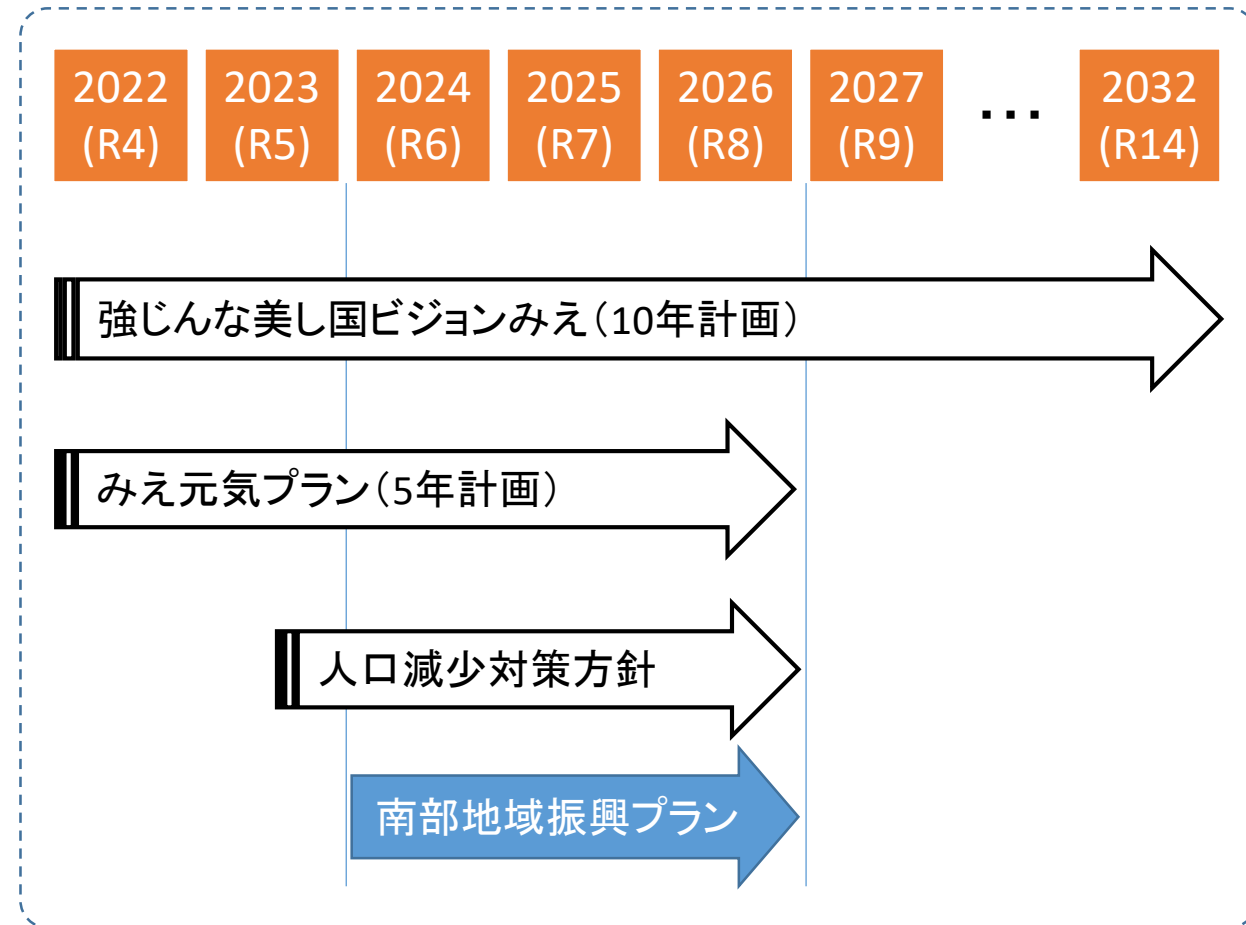 2022 2023 2024 2025 2026 2027 ... 2032
(R4) (R5) (R6) (R7) (R8) (R9) (R14)
強じんな美し国ビジョンみえ（10年計画）
みえ元気プラン（5年計画）
人口減少対策方針
南部地域振興プラン